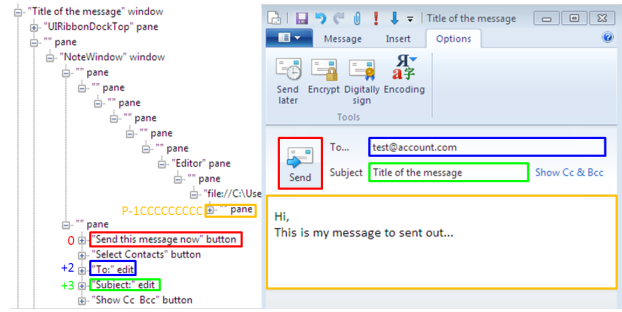 "Title of the message" window
"UIRibbonDockTop" pane
"" pane
"NoteWindow" window
"" pane
"" pane
"" pane
"" pane
"" pane
"" pane
"Editor" pane
"" pane
"file://C:\Use
P-1CCCCCCCCC "" pane
"" pane
0 "Send this message now" button
"Select Contacts" button
+2 "To:" edit
+3 "Subject:" edit
"Show Cc Bcc" button
Title of the message
Message Insert Options
Send later
Encrypt
Digitally sign
Encoding
Tools
Send
To... test@account.com
Subject Title of the message Show Cc & Bcc
Hi,
This is my message to sent out...